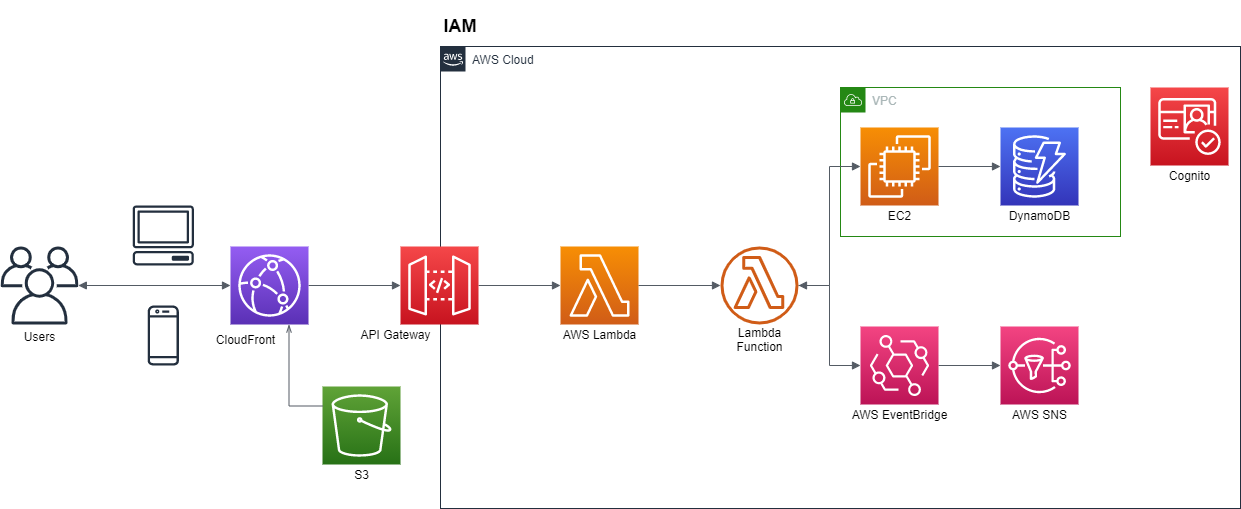 IAM
aws
AWS Cloud
VPC
EC2
DynamoDB
Cognito
Users
CloudFront
API Gateway
</>
AWS Lambda
Lambda
Function
AWS EventBridge
AWS SNS
S3